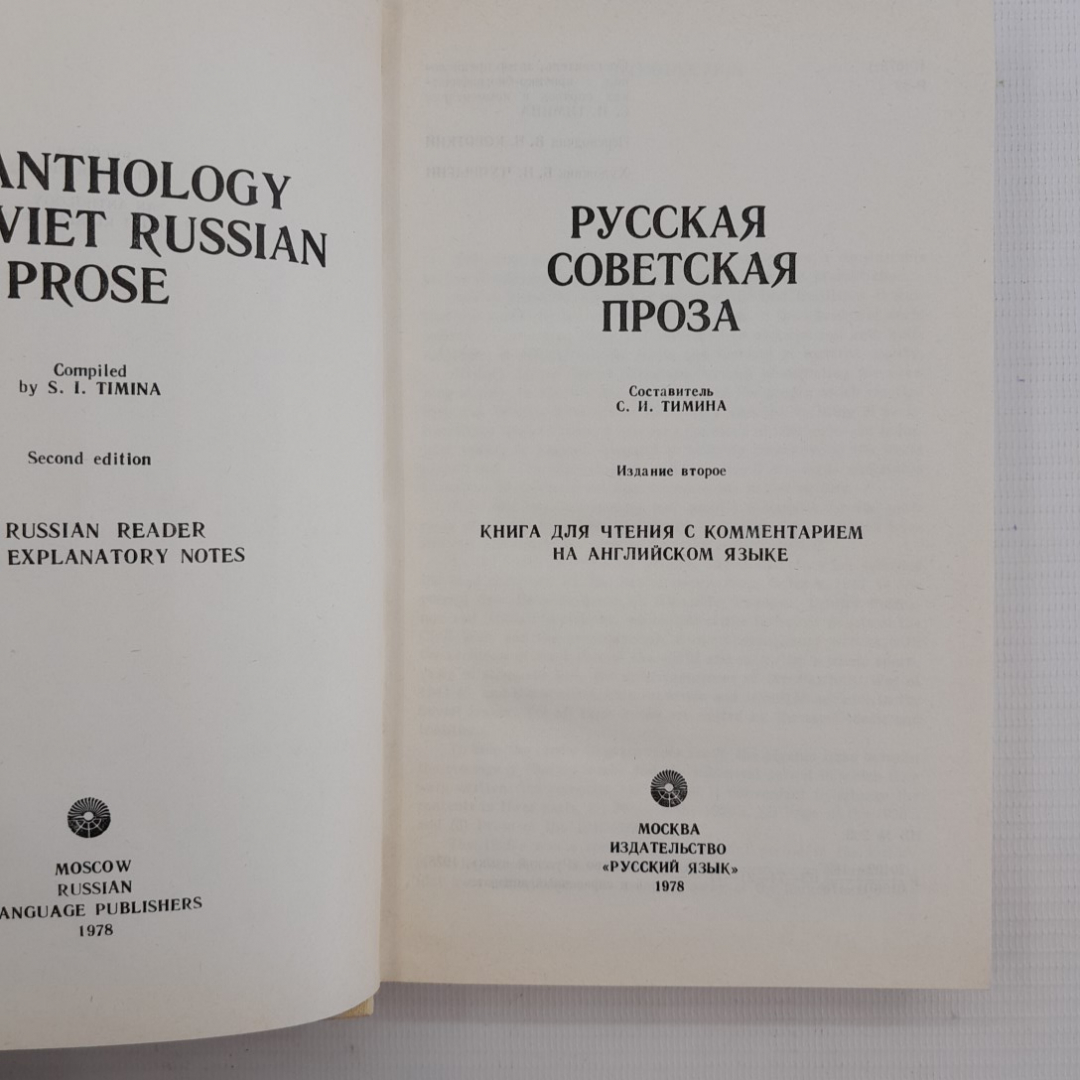 ANTHOLOGY
VIET RUSSIAN
PROSE
Compiled
by S. I. TIMINA
Second edition
RUSSIAN READER
EXPLANATORY NOTES
MOSCOW
RUSSIAN
ANGUAGE PUBLISHERS
1978
РУССКАЯ
СОВЕТСКАЯ
ПРОЗА
Составитель
С. И. ТИМИНА
Издание второе
КНИГА ДЛЯ ЧТЕНИЯ С КОММЕНТАРИЕМ
НА АНГЛИЙСКОМ ЯЗЫКЕ
МОСКВА
ИЗДАТЕЛЬСТВО
«РУССКИЙ ЯЗЫК»
1978